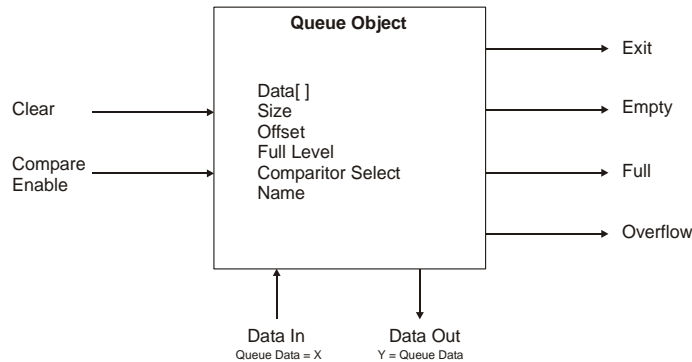 Queue Object
Data[ ]
Size
Offset
Full Level
Comparitor Select
Name
Clear
Compare
Enable
Exit
Empty
Full
Overflow
Data In
Queue Data = X
Data Out
Y = Queue Data